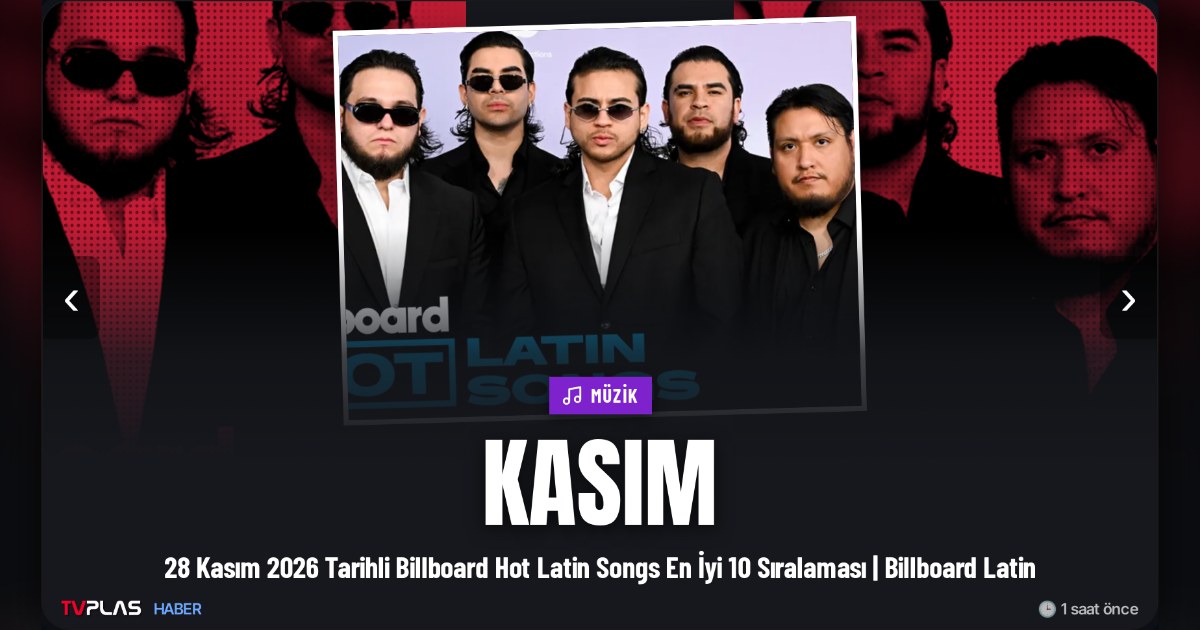 board
OT LATIN
SONGS
MÜZİK
KASIM
28 Kasım 2026 Tarihli Billboard Hot Latin Songs En İyi 10 Sıralaması | Billboard Latin
TVPLAS HABER
1 saat önce